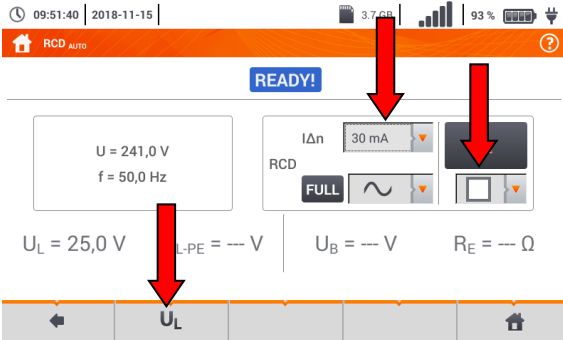 09:51:40 2018-11-15 3.7 GB 93 %
RCD AUTO ?
READY!
U = 241,0 V
f = 50,0 Hz
IΔn 30 mA
RCD
FULL
UL = 25,0 V L-PE = --- V UB = --- V RE = --- Ω
UL